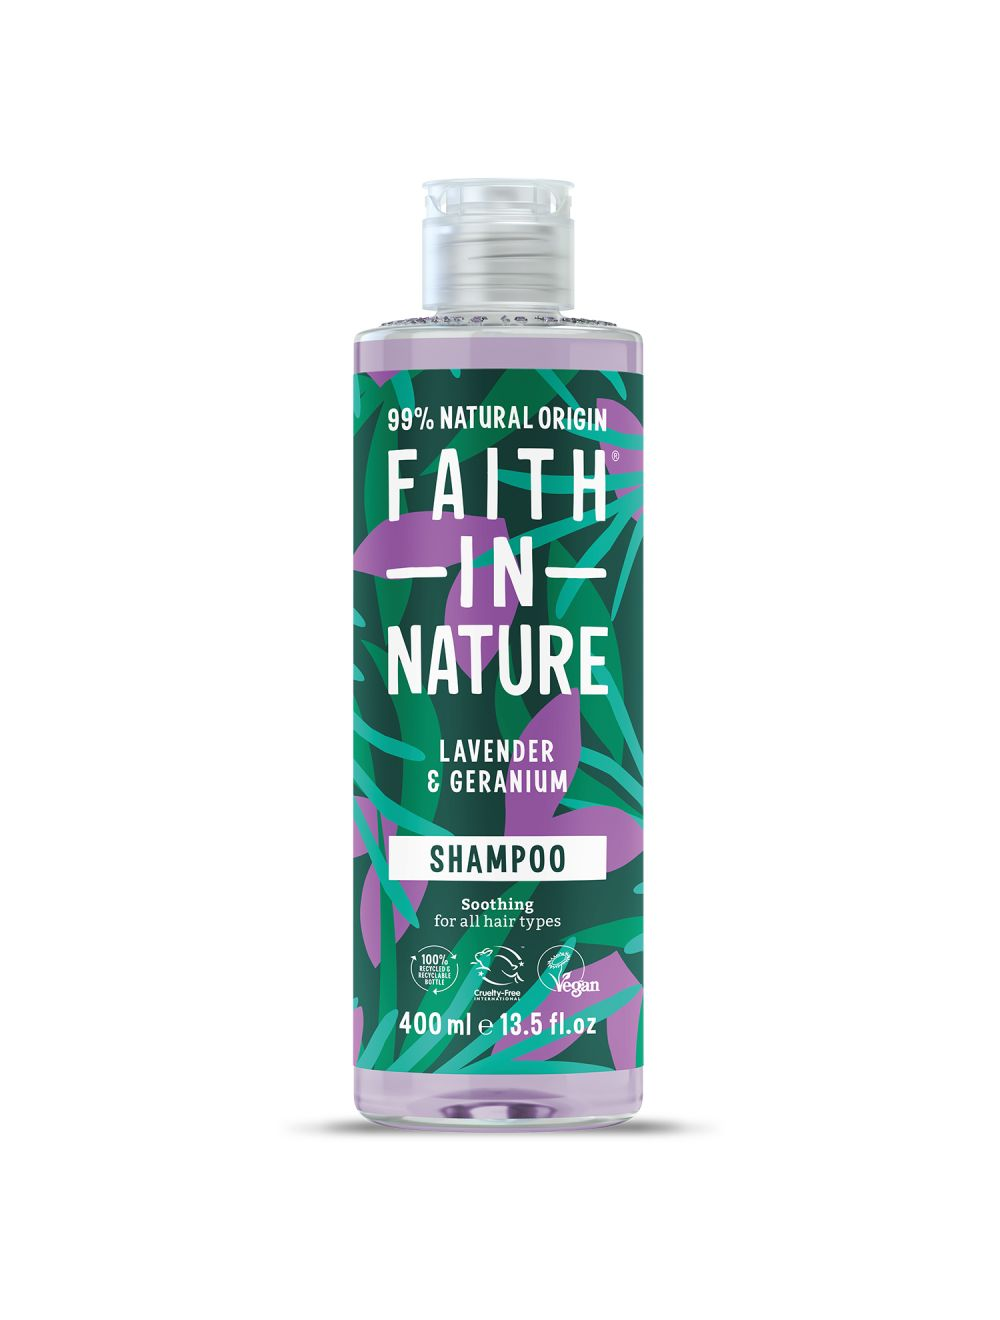 99% NATURAL ORIGIN
FAITH®
IN
NATURE
LAVENDER
& GERANIUM
SHAMPOO
Soothing
for all hair types
100%
RECYCLED &
RECYCLABLE
BOTTLE
Cruelty-Free™
INTERNATIONAL
Vegan
400 ml ℮ 13.5 fl.oz